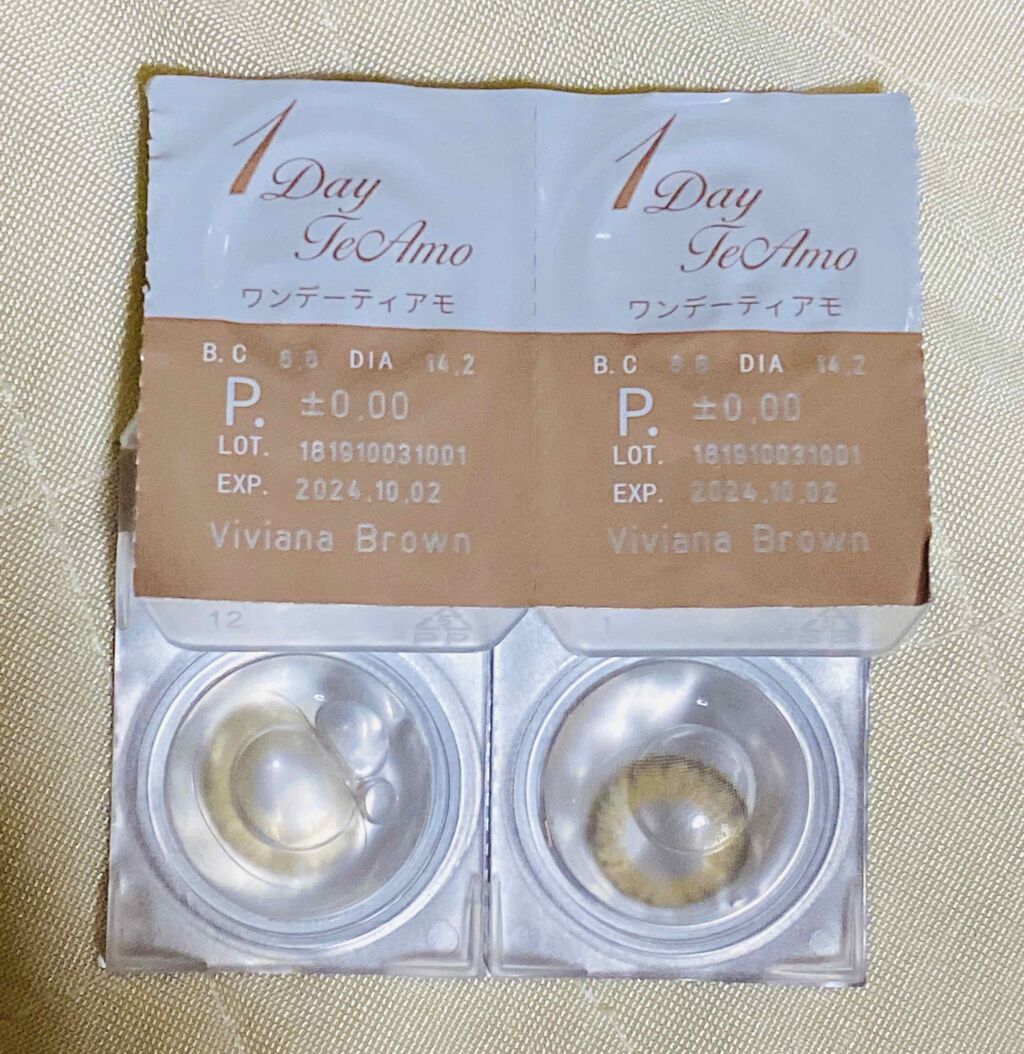 1 Day
TeAmo
ワンデーティアモ
B.C 8.8 DIA 14.2
P. ±0.00
LOT. 181910031001
EXP. 2024.10.02
Viviana Brown
1 Day
TeAmo
ワンデーティアモ
B.C 8.8 DIA 14.2
P. ±0.00
LOT. 181910031001
EXP. 2024.10.02
Viviana Brown
12
PP
1
PP